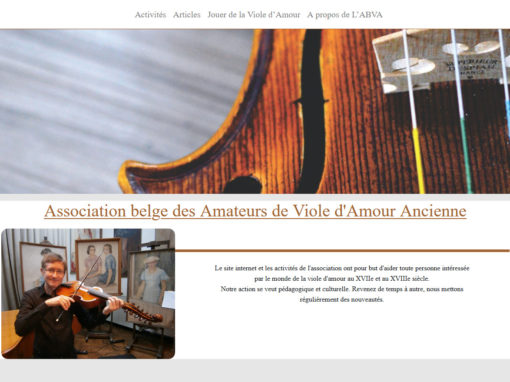 Activités Articles Jouer de la Viole d'Amour A propos de L'ABVA
Association belge des Amateurs de Viole d'Amour Ancienne
Le site internet et les activités de l'association ont pour but d'aider toute personne intéressée
par le monde de la viole d'amour au XVIIe et au XVIIIe siècle.
Notre action se veut pédagogique et culturelle. Revenez de temps à autre, nous mettons
régulièrement des nouveautés.